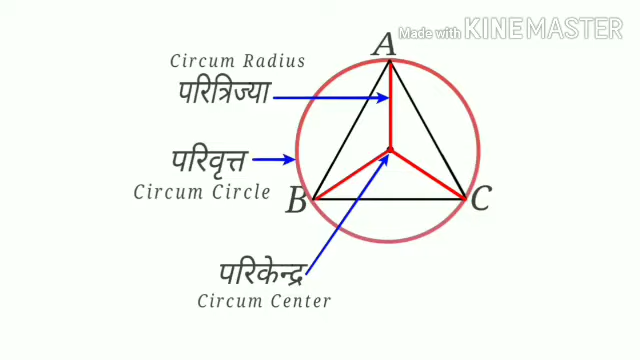 Made with KINEMASTER
A
Circum Radius
परित्रिज्या
परिवृत्त
Circum Circle
B
C
परिकेन्द्र
Circum Center